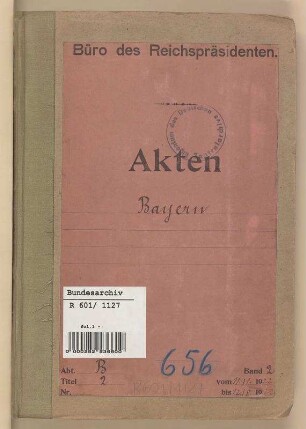 Büro des Reichspräsidenten.
Akten
Bayern
Bundesarchiv
R 601/ 1127
656
Abt. B
Band 2
Titel 2
vom
Nr.
bis